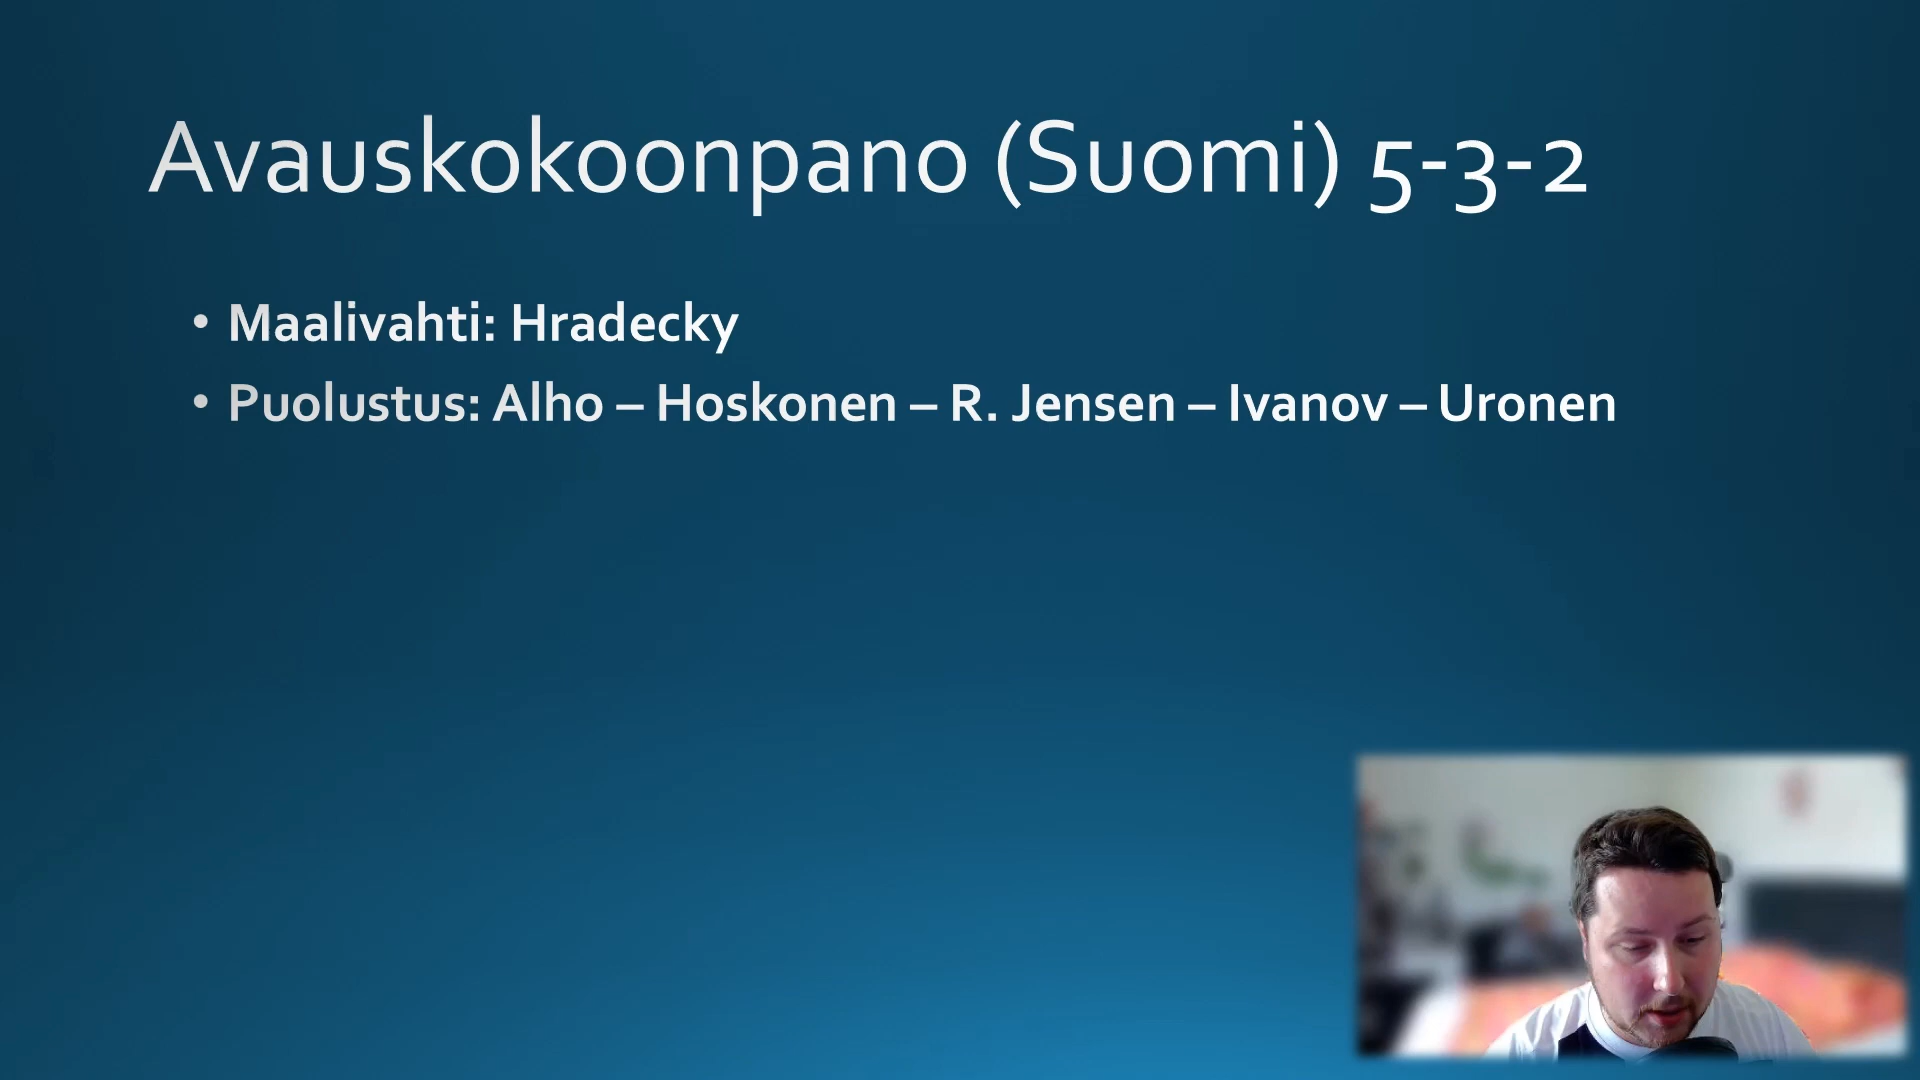 Avauskokoonpano (Suomi) 5-3-2
• Maalivahti: Hradecky
• Puolustus: Alho – Hoskonen – R. Jensen – Ivanov – Uronen